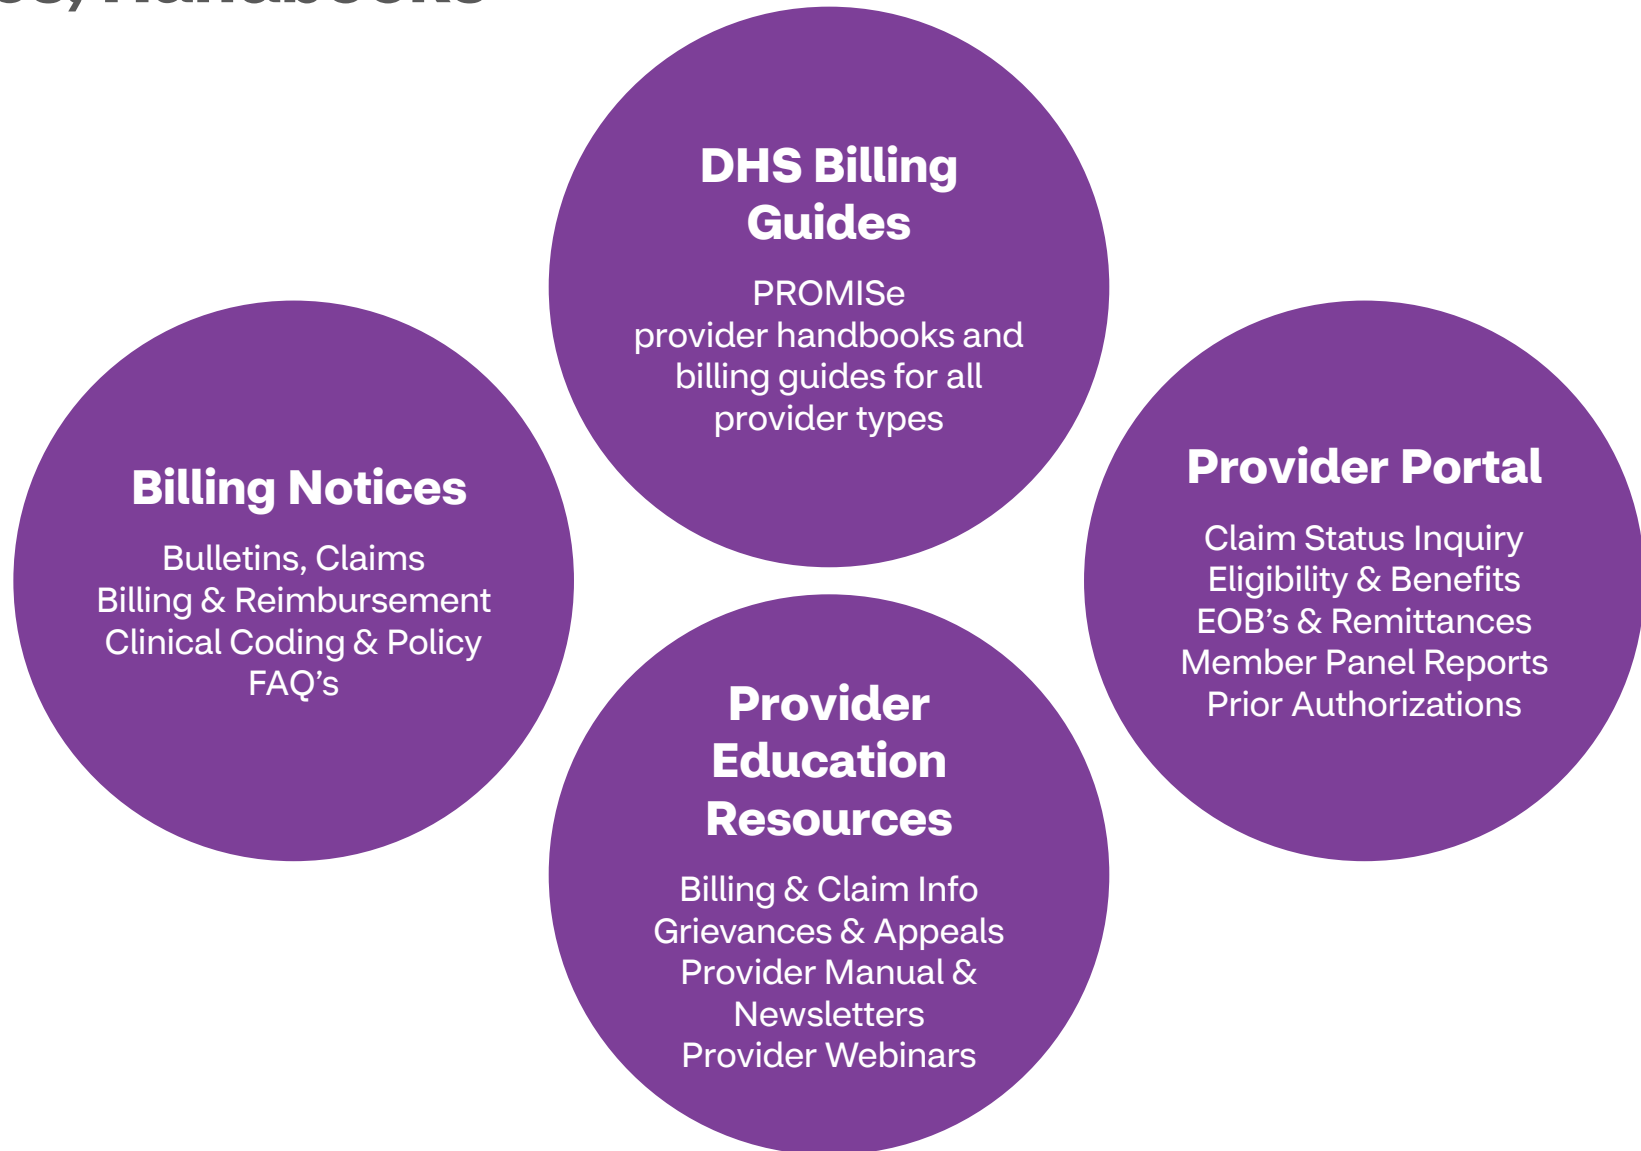 DHS Billing
Guides
PROMISe
provider handbooks and
billing guides for all
provider types
Billing Notices
Bulletins, Claims
Billing & Reimbursement
Clinical Coding & Policy
FAQ’s
Provider Portal
Claim Status Inquiry
Eligibility & Benefits
EOB’s & Remittances
Member Panel Reports
Prior Authorizations
Provider
Education
Resources
Billing & Claim Info
Grievances & Appeals
Provider Manual &
Newsletters
Provider Webinars